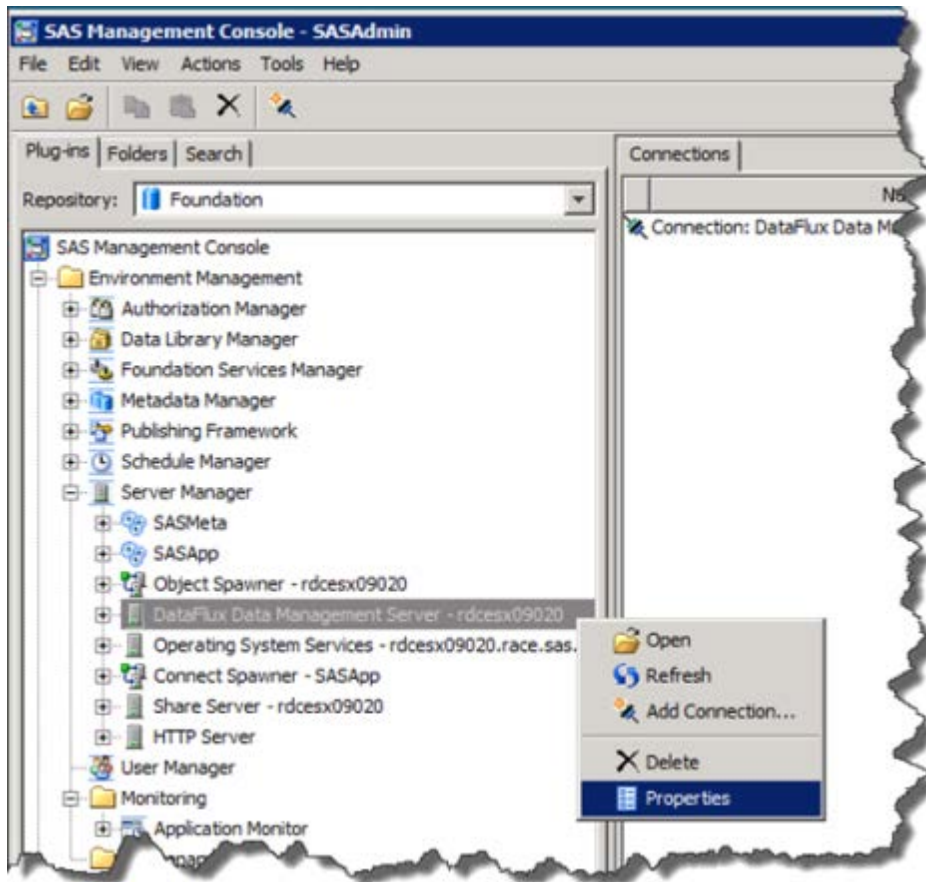 SAS Management Console - SASAdmin
File Edit View Actions Tools Help
Plug-ins Folders Search
Repository: Foundation
SAS Management Console
Environment Management
Authorization Manager
Data Library Manager
Foundation Services Manager
Metadata Manager
Publishing Framework
Schedule Manager
Server Manager
SASMeta
SASApp
Object Spawner - rdcesx09020
DataFlux Data Management Server - rdcesx09020
Operating System Services - rdcesx09020.race.sas.
Connect Spawner - SASApp
Share Server - rdcesx09020
HTTP Server
User Manager
Monitoring
Application Monitor
Connections
Connection: DataFlux Data M
Open
Refresh
Add Connection...
Delete
Properties